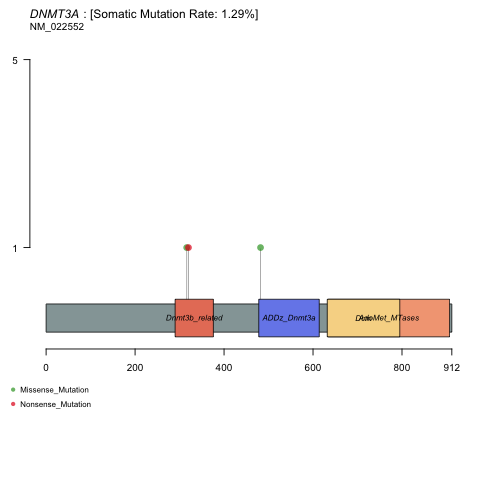 DNMT3A : [Somatic Mutation Rate: 1.29%]
NM_022552
5
1
Dnmt3b_related
ADDz_Dnmt3a
AdoMet_MTases
0
200
400
600
800
912
Missense_Mutation
Nonsense_Mutation